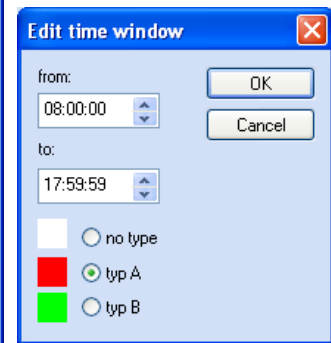 Edit time window
from:
OK
08:00:00
Cancel
to:
17:59:59
no type
typ A
typ B